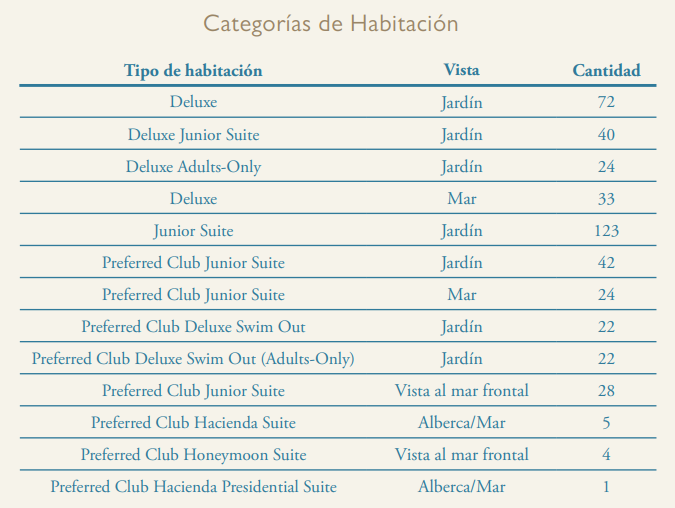 Categorías de Habitación
Tipo de habitación Vista Cantidad
Deluxe Jardín 72
Deluxe Junior Suite Jardín 40
Deluxe Adults-Only Jardín 24
Deluxe Mar 33
Junior Suite Jardín 123
Preferred Club Junior Suite Jardín 42
Preferred Club Junior Suite Mar 24
Preferred Club Deluxe Swim Out Jardín 22
Preferred Club Deluxe Swim Out (Adults-Only) Jardín 22
Preferred Club Junior Suite Vista al mar frontal 28
Preferred Club Hacienda Suite Alberca/Mar 5
Preferred Club Honeymoon Suite Vista al mar frontal 4
Preferred Club Hacienda Presidential Suite Alberca/Mar 1